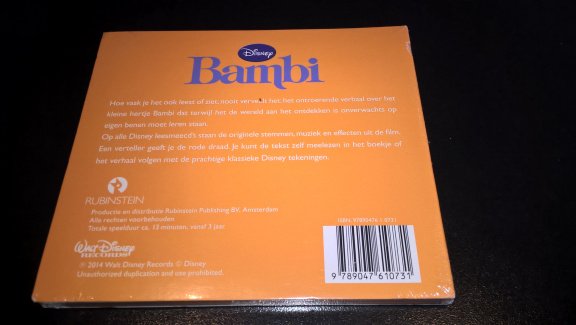 Disney
Bambi
Hoe vaak je het ook leest of ziet, nooit verveelt het het ontroerende verhaal over het
kleine hertje Bambi dat terwijl het de wereld aan het ontdekken is onverwachts op
eigen benen moet leren staan.
Op alle Disney leesmeecd's staan de originele stemmen, muziek en effecten uit de film.
Een verteller geeft je de rode draad. Je kunt de tekst zelf meelezen in het boekje of
het verhaal volgen met de prachtige klassieke Disney tekeningen.
RUBINSTEIN
Productie en distributie Rubinstein Publishing BV, Amsterdam
Alle rechten voorbehouden
Totale speelduur ca. 13 minuten, vanaf 3 jaar
WALT DISNEY
RECORDS
℗ 2014 Walt Disney Records © Disney
Unauthorized duplication and use prohibited.
ISBN: 9789047610731
9 789047 610731